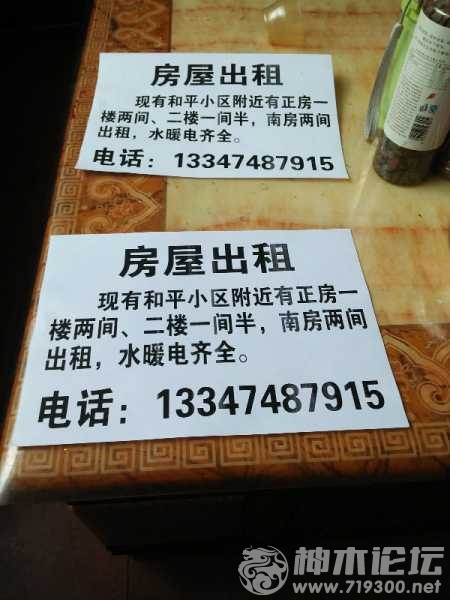 房屋出租
现有和平小区附近有正房一
楼两间、二楼一间半，南房两间
出租，水暖电齐全。
电话：13347487915
房屋出租
现有和平小区附近有正房一
楼两间、二楼一间半，南房两间
出租，水暖电齐全。
电话：13347487915
神木论坛
www.719300.net